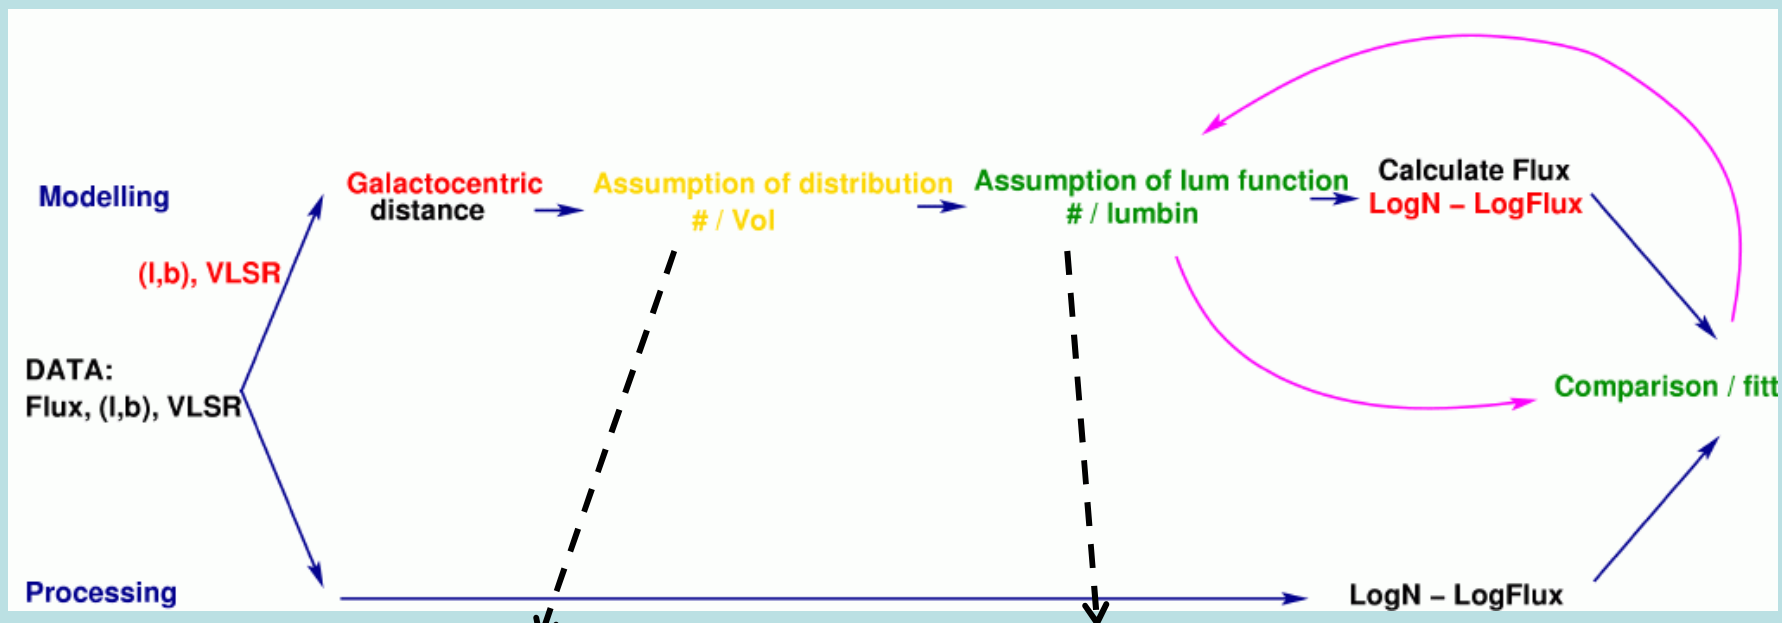 Modelling
Galactocentric
distance
Assumption of distribution
# / Vol
Assumption of lum function
# / lumbin
Calculate Flux
LogN – LogFlux
(l,b), VLSR
DATA:
Flux, (l,b), VLSR
Comparison / fitt
Processing
LogN – LogFlux